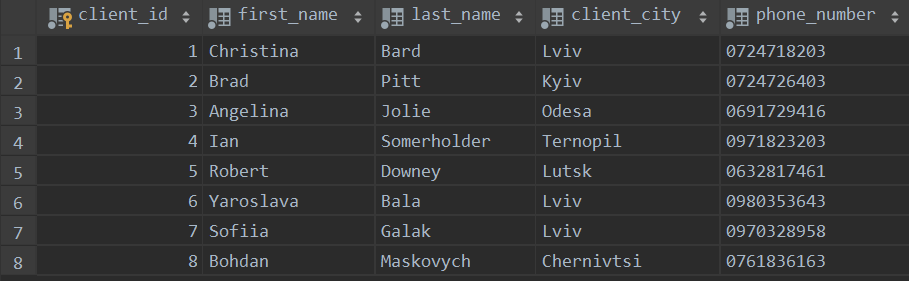 client_id first_name last_name client_city phone_number
1 1 Christina Bard Lviv 0724718203
2 2 Brad Pitt Kyiv 0724726403
3 3 Angelina Jolie Odesa 0691729416
4 4 Ian Somerholder Ternopil 0971823203
5 5 Robert Downey Lutsk 0632817461
6 6 Yaroslava Bala Lviv 0980353643
7 7 Sofiia Galak Lviv 0970328958
8 8 Bohdan Maskovych Chernivtsi 0761836163